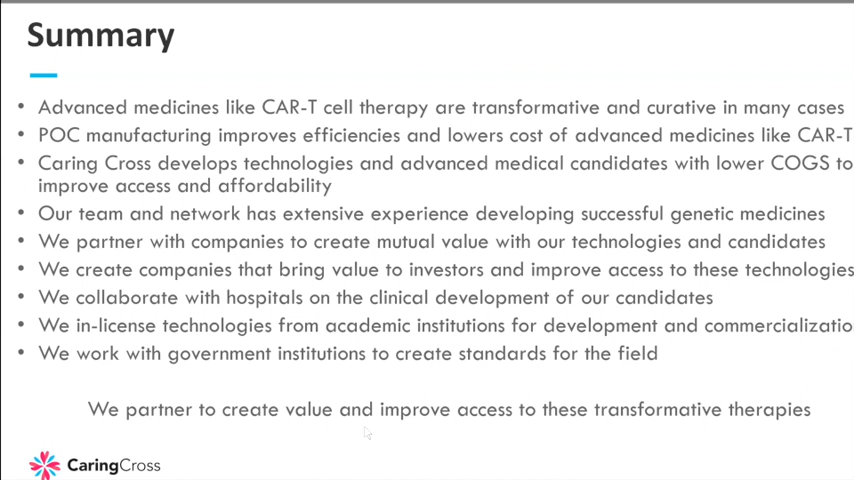 Summary
• Advanced medicines like CAR-T cell therapy are transformative and curative in many cases
• POC manufacturing improves efficiencies and lowers cost of advanced medicines like CAR-T
• Caring Cross develops technologies and advanced medical candidates with lower COGS to
improve access and affordability
• Our team and network has extensive experience developing successful genetic medicines
• We partner with companies to create mutual value with our technologies and candidates
• We create companies that bring value to investors and improve access to these technologies
• We collaborate with hospitals on the clinical development of our candidates
• We in-license technologies from academic institutions for development and commercializatio
• We work with government institutions to create standards for the field
We partner to create value and improve access to these transformative therapies
CaringCross